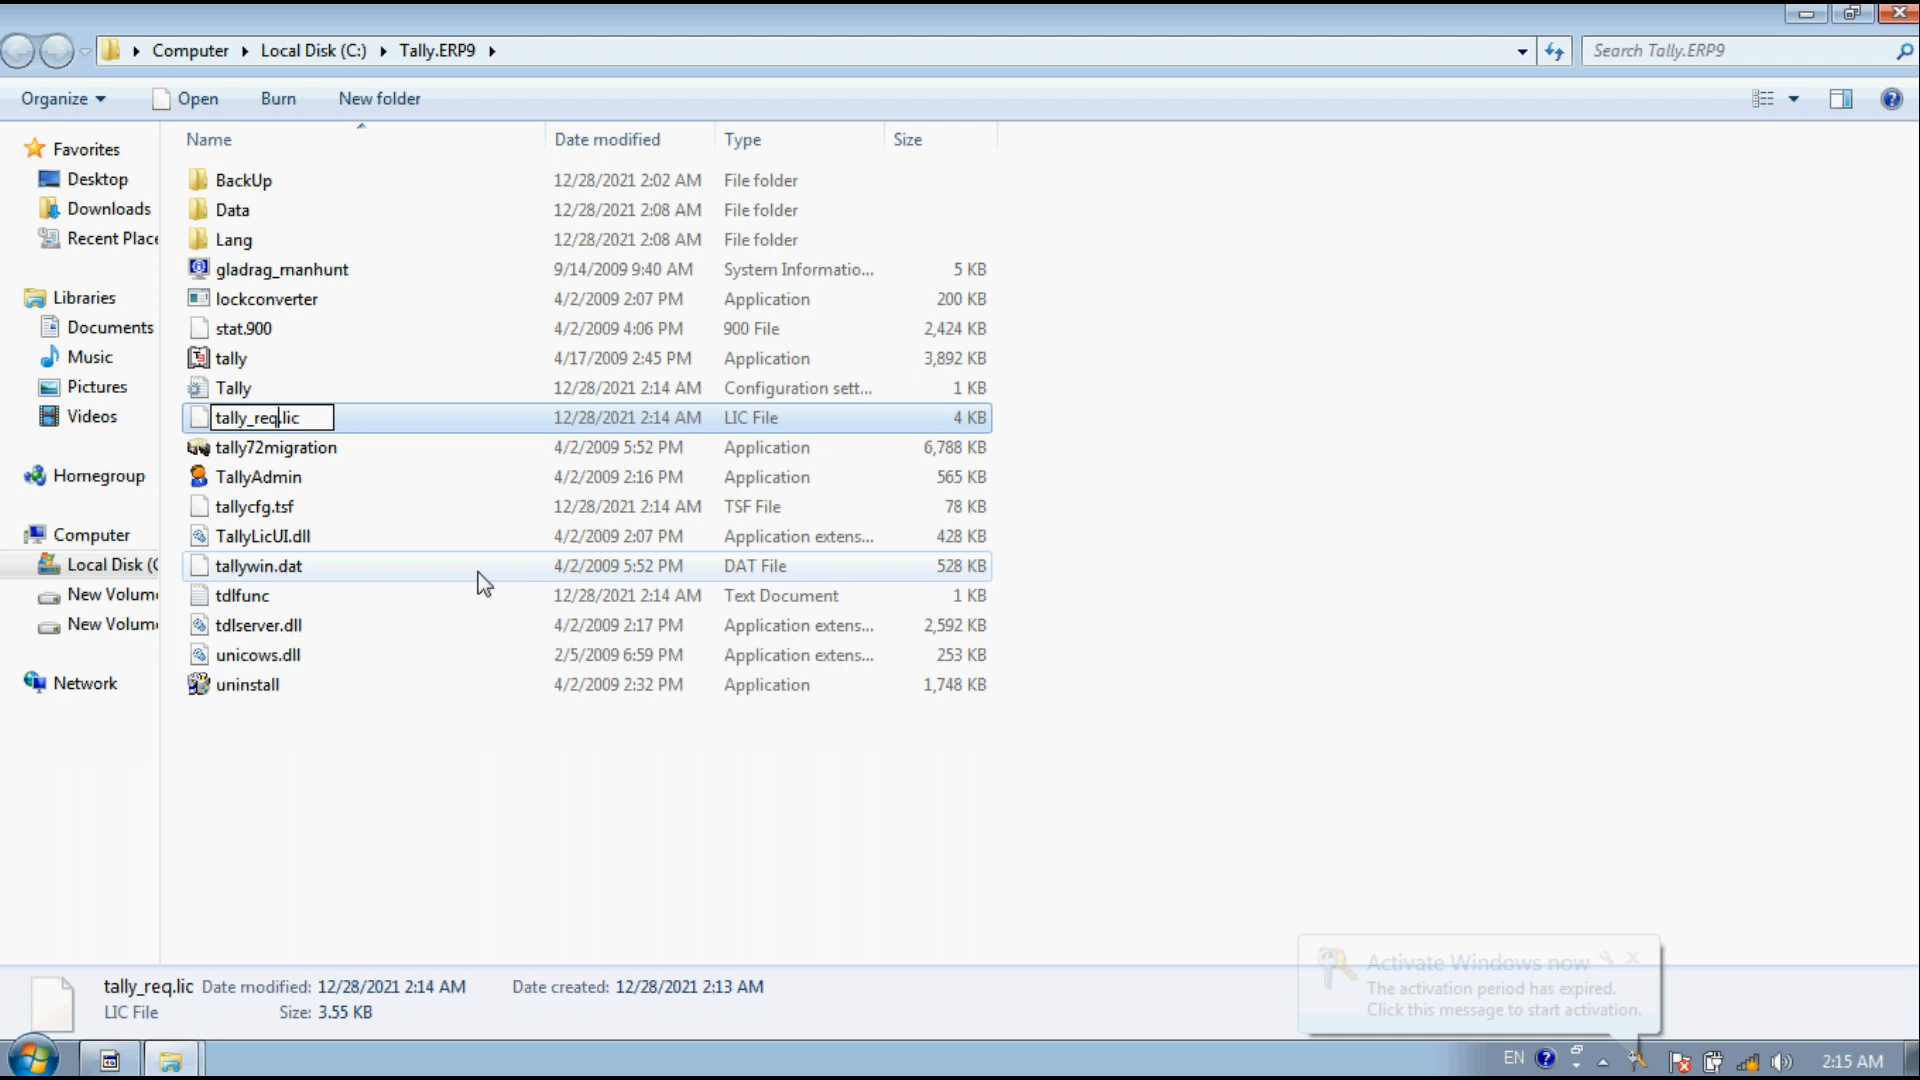 Computer Local Disk (C:) Tally.ERP9
Search Tally.ERP9
Organize Open Burn New folder
Name Date modified Type Size
Favorites
Desktop
Downloads
Recent Place
Libraries
Documents
Music
Pictures
Videos
Homegroup
Computer
Local Disk (C
New Volum
New Volum
Network
BackUp 12/28/2021 2:02 AM File folder
Data 12/28/2021 2:08 AM File folder
Lang 12/28/2021 2:08 AM File folder
gladrag_manhunt 9/14/2009 9:40 AM System Informatio... 5 KB
lockconverter 4/2/2009 2:07 PM Application 200 KB
stat.900 4/2/2009 4:06 PM 900 File 2,424 KB
tally 4/17/2009 2:45 PM Application 3,892 KB
Tally 12/28/2021 2:14 AM Configuration sett... 1 KB
tally_req.lic 12/28/2021 2:14 AM LIC File 4 KB
tally72migration 4/2/2009 5:52 PM Application 6,788 KB
TallyAdmin 4/2/2009 2:16 PM Application 565 KB
tallycfg.tsf 12/28/2021 2:14 AM TSF File 78 KB
TallyLicUI.dll 4/2/2009 2:07 PM Application extens... 428 KB
tallywin.dat 4/2/2009 5:52 PM DAT File 528 KB
tdlfunc 12/28/2021 2:14 AM Text Document 1 KB
tdlserver.dll 4/2/2009 2:17 PM Application extens... 2,592 KB
unicows.dll 2/5/2009 6:59 PM Application extens... 253 KB
uninstall 4/2/2009 2:32 PM Application 1,748 KB
Activate Windows now
The activation period has expired.
Click this message to start activation.
tally_req.lic Date modified: 12/28/2021 2:14 AM Date created: 12/28/2021 2:13 AM
LIC File Size: 3.55 KB
EN 2:15 AM